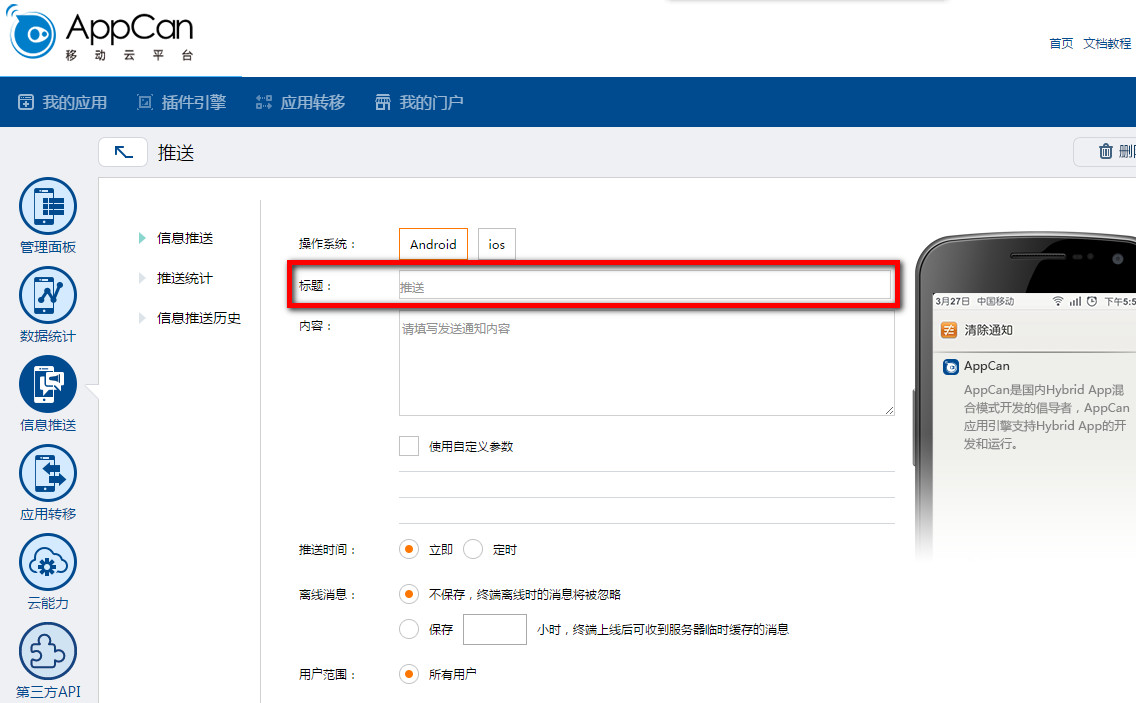 AppCan
移动云平台
首页 文档教程
我的应用 插件引擎 应用转移 我的门户
推送
管理面板
数据统计
信息推送
应用转移
云能力
第三方API
信息推送
推送统计
信息推送历史
操作系统： Android ios
标题： 推送
内容： 请填写发送通知内容
使用自定义参数
推送时间： 立即 定时
离线消息： 不保存，终端离线时的消息将被忽略
保存 小时，终端上线后可收到服务器临时缓存的消息
用户范围： 所有用户
3月27日 中国移动 下午5:5
清除通知
AppCan
AppCan是国内Hybrid App混
合模式开发的倡导者，AppCan
应用引擎支持Hybrid App的开
发和运行。